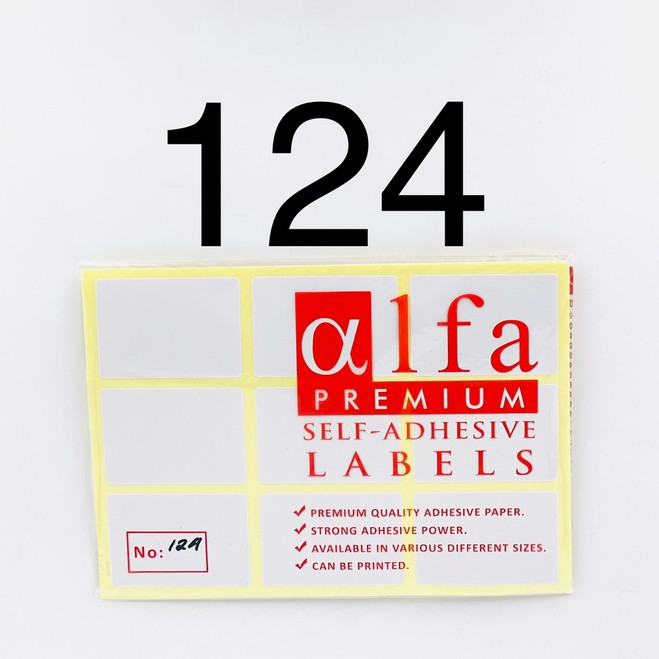 124
αlfa
PREMIUM
SELF-ADHESIVE
LABELS
PREMIUM QUALITY ADHESIVE PAPER.
STRONG ADHESIVE POWER.
AVAILABLE IN VARIOUS DIFFERENT SIZES.
CAN BE PRINTED.
No: 124